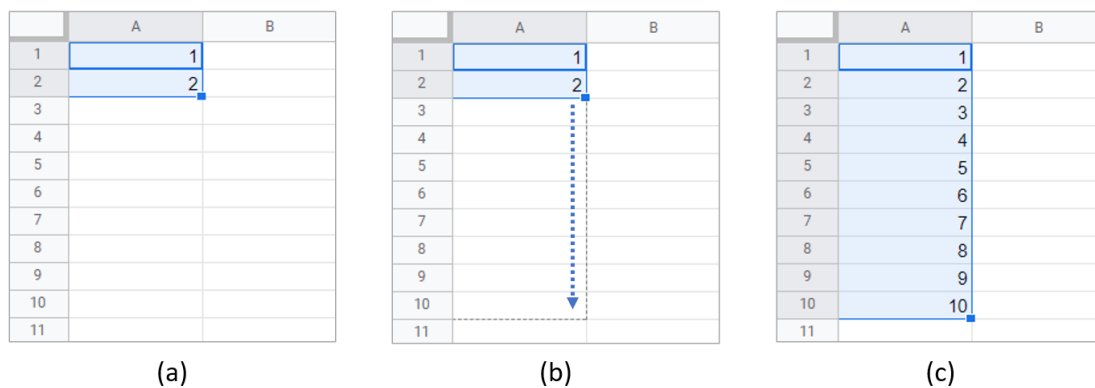 A B A B A B
1 1 1 1 1 1
2 2 2 2 2 2
3 3 3 3
4 4 4 4
5 5 5 5
6 6 6 6
7 7 7 7
8 8 8 8
9 9 9 9
10 10 10 10
11 11 11
(a) (b) (c)